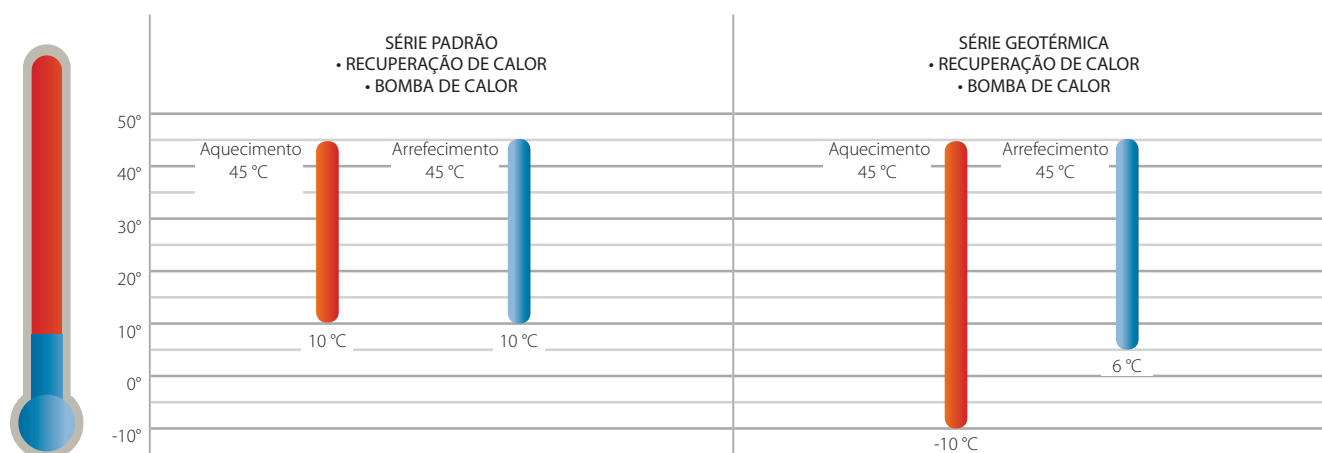 SÉRIE PADRÃO
• RECUPERAÇÃO DE CALOR
• BOMBA DE CALOR
SÉRIE GEOTÉRMICA
• RECUPERAÇÃO DE CALOR
• BOMBA DE CALOR
50°
40°
30°
20°
10°
0°
-10°
Aquecimento
45 °C
Arrefecimento
45 °C
10 °C
10 °C
Aquecimento
45 °C
Arrefecimento
45 °C
6 °C
-10 °C